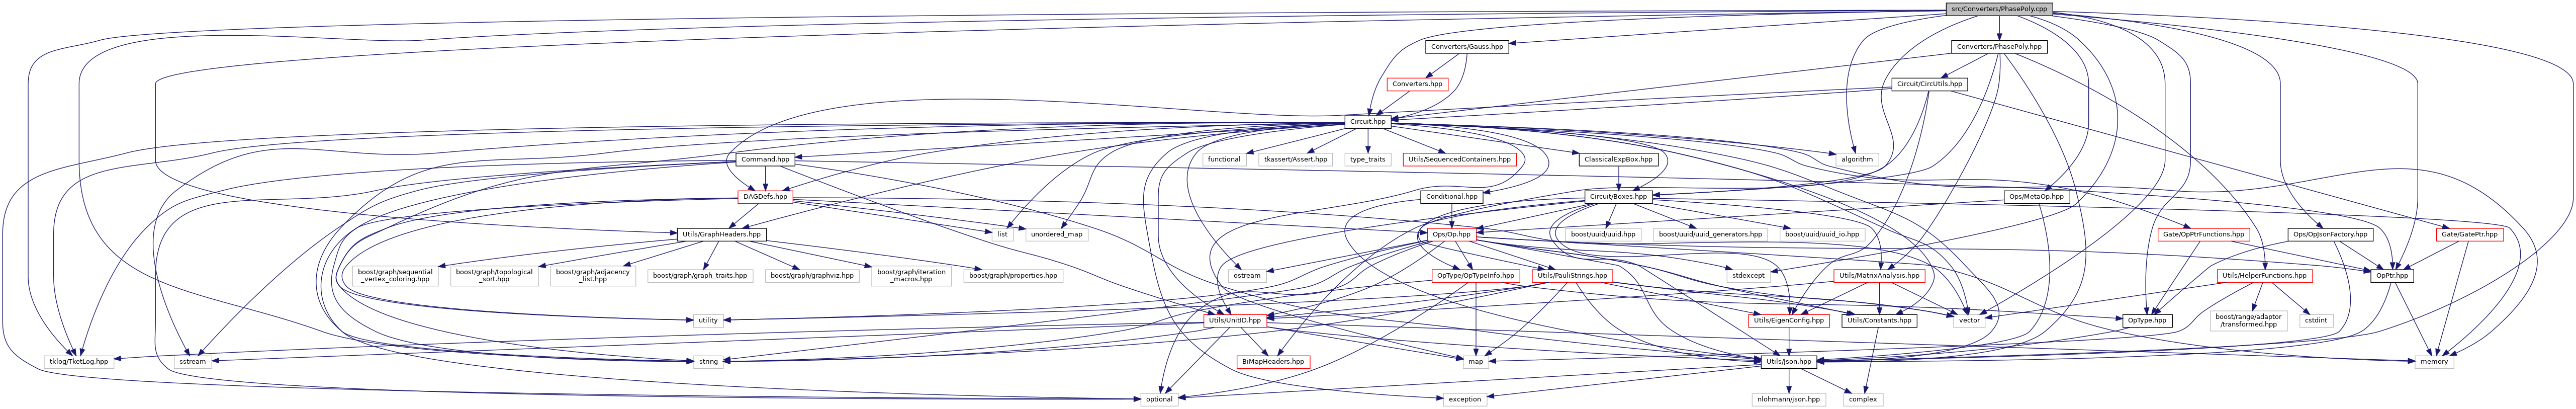 src/Converters/PhasePoly.cpp
Converters/Gauss.hpp
Converters/PhasePoly.hpp
Converters.hpp
Circuit/CircUtils.hpp
Circuit.hpp
Command.hpp
functional
tkassert/Assert.hpp
type_traits
Utils/SequencedContainers.hpp
ClassicalExpBox.hpp
algorithm
DAGDefs.hpp
Conditional.hpp
Circuit/Boxes.hpp
Ops/MetaOp.hpp
Utils/GraphHeaders.hpp
list
unordered_map
Ops/Op.hpp
boost/uuid/uuid.hpp
boost/uuid/uuid_generators.hpp
boost/uuid/uuid_io.hpp
Gate/OpPtrFunctions.hpp
Ops/OpJsonFactory.hpp
Gate/GatePtr.hpp
boost/graph/sequential
_vertex_coloring.hpp
boost/graph/topological
_sort.hpp
boost/graph/adjacency
_list.hpp
boost/graph/graph_traits.hpp
boost/graph/graphviz.hpp
boost/graph/iteration
_macros.hpp
boost/graph/properties.hpp
ostream
OpType/OpTypeInfo.hpp
Utils/PauliStrings.hpp
stdexcept
Utils/MatrixAnalysis.hpp
Utils/HelperFunctions.hpp
OpPtr.hpp
utility
Utils/UnitID.hpp
Utils/EigenConfig.hpp
Utils/Constants.hpp
vector
OpType.hpp
boost/range/adaptor
/transformed.hpp
cstdint
tklog/TketLog.hpp
sstream
string
BiMapHeaders.hpp
map
Utils/Json.hpp
memory
optional
exception
nlohmann/json.hpp
complex